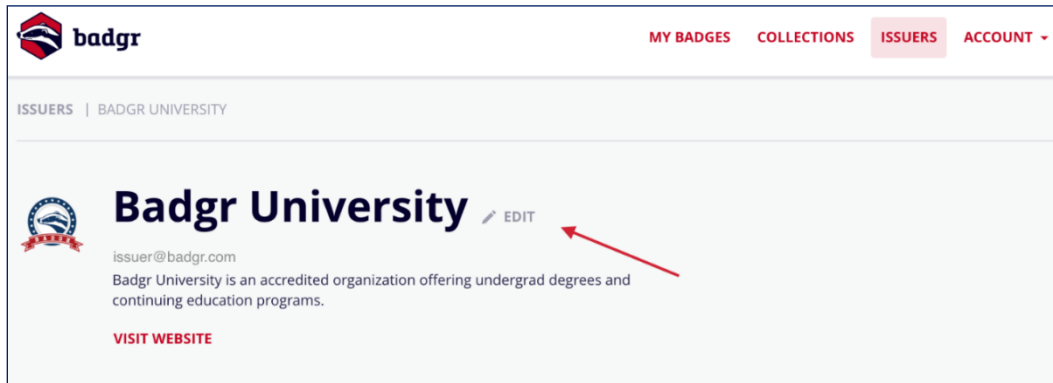 badgr
MY BADGES COLLECTIONS ISSUERS ACCOUNT
ISSUERS | BADGR UNIVERSITY
Badgr University EDIT
BADGR
issuer@badgr.com
Badgr University is an accredited organization offering undergrad degrees and
continuing education programs.
VISIT WEBSITE